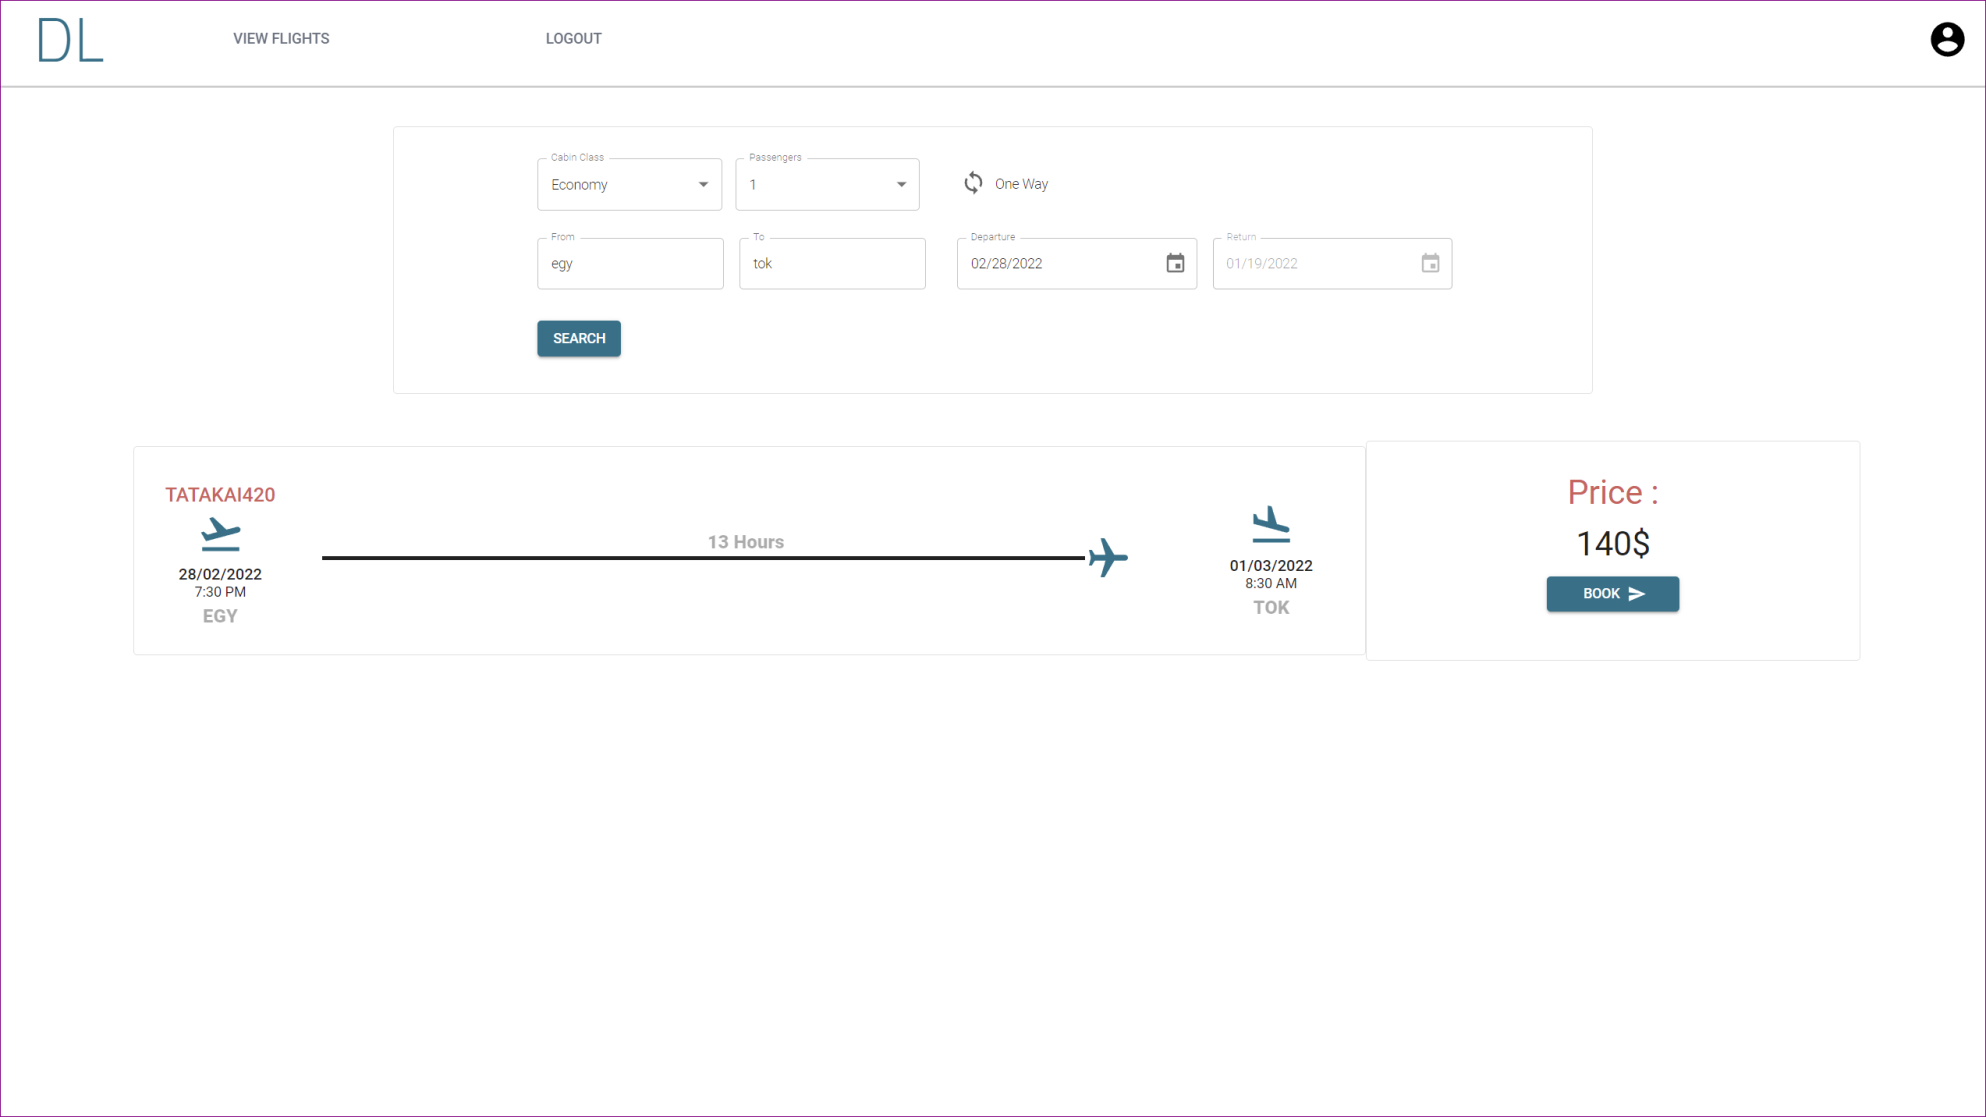 DL
VIEW FLIGHTS
LOGOUT
Cabin Class
Economy
Passengers
1
One Way
From
egy
To
tok
Departure
02/28/2022
Return
01/19/2022
SEARCH
TATAKAI420
28/02/2022
7:30 PM
EGY
13 Hours
01/03/2022
8:30 AM
TOK
Price :
140$
BOOK